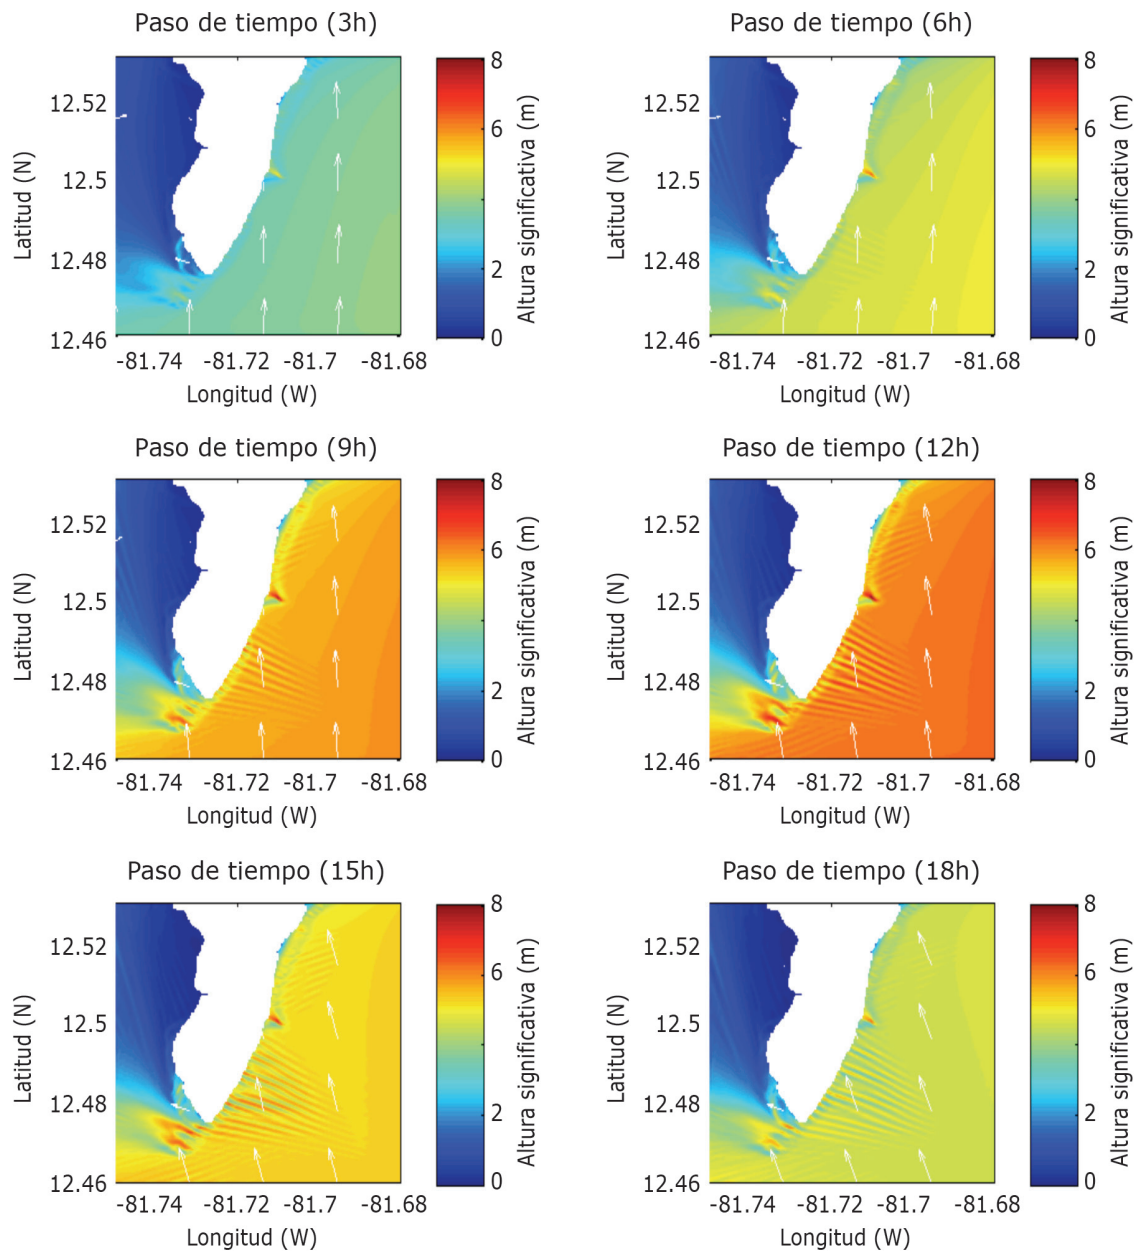 Paso de tiempo (3h)
Latitud (N)
12.52
12.5
12.48
12.46
-81.74 -81.72 -81.7 -81.68
Longitud (W)
8
6
4
2
0
Altura significativa (m)
Paso de tiempo (6h)
Latitud (N)
12.52
12.5
12.48
12.46
-81.74 -81.72 -81.7 -81.68
Longitud (W)
8
6
4
2
0
Altura significativa (m)
Paso de tiempo (9h)
Latitud (N)
12.52
12.5
12.48
12.46
-81.74 -81.72 -81.7 -81.68
Longitud (W)
8
6
4
2
0
Altura significativa (m)
Paso de tiempo (12h)
Latitud (N)
12.52
12.5
12.48
12.46
-81.74 -81.72 -81.7 -81.68
Longitud (W)
8
6
4
2
0
Altura significativa (m)
Paso de tiempo (15h)
Latitud (N)
12.52
12.5
12.48
12.46
-81.74 -81.72 -81.7 -81.68
Longitud (W)
8
6
4
2
0
Altura significativa (m)
Paso de tiempo (18h)
Latitud (N)
12.52
12.5
12.48
12.46
-81.74 -81.72 -81.7 -81.68
Longitud (W)
8
6
4
2
0
Altura significativa (m)